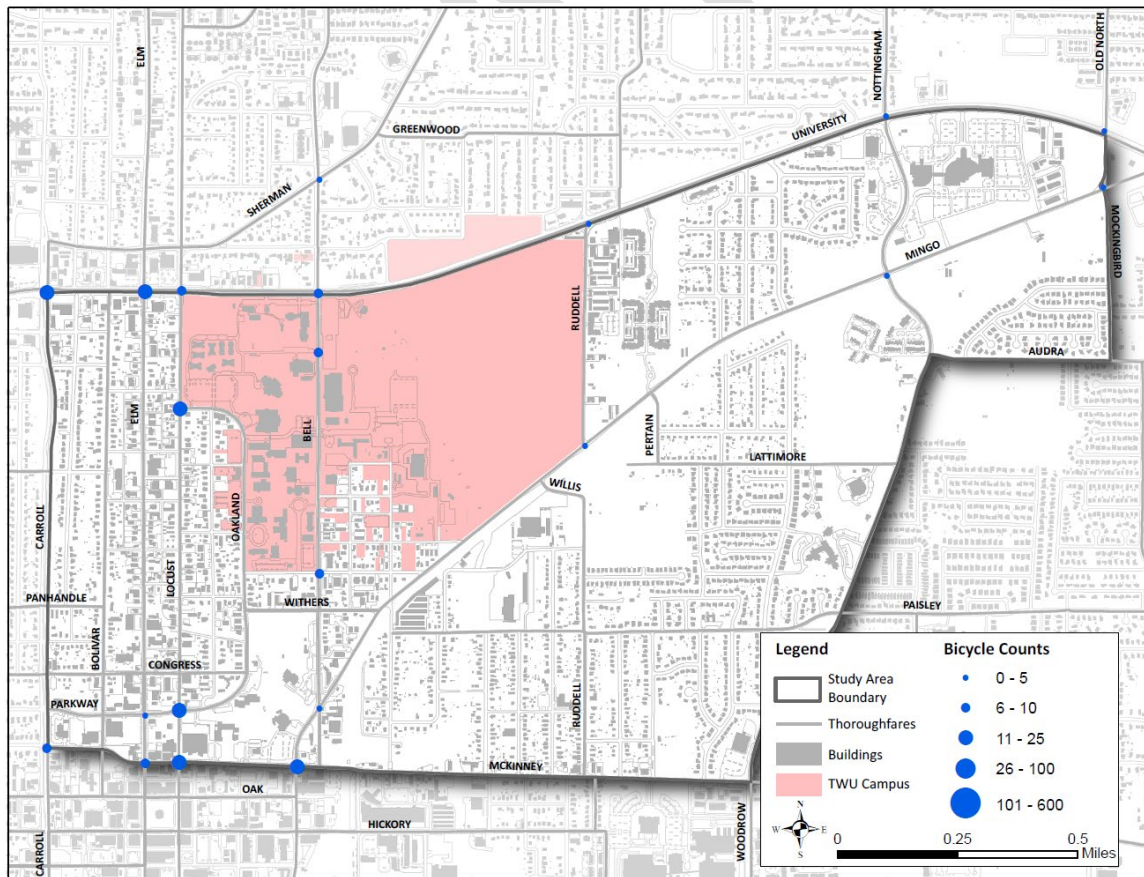 ELM
NOTTINGHAM
OLD NORTH
GREENWOOD
UNIVERSITY
SHERMAN
MOCKINGBIRD
MINGO
RUDDELL
AUDRA
ELM
BELL
PERTAIN
LATTIMORE
WILLIS
OAKLAND
CARROLL
LOCUST
PANHANDLE
WITHERS
PAISLEY
BOLIVAR
CONGRESS
PARKWAY
RUDDELL
MCKINNEY
OAK
HICKORY
CARROLL
WOODROW
Legend
Study Area
Boundary
Thoroughfares
Buildings
TWU Campus
Bicycle Counts
0 - 5
6 - 10
11 - 25
26 - 100
101 - 600
N
W E
S
0 0.25 0.5
Miles